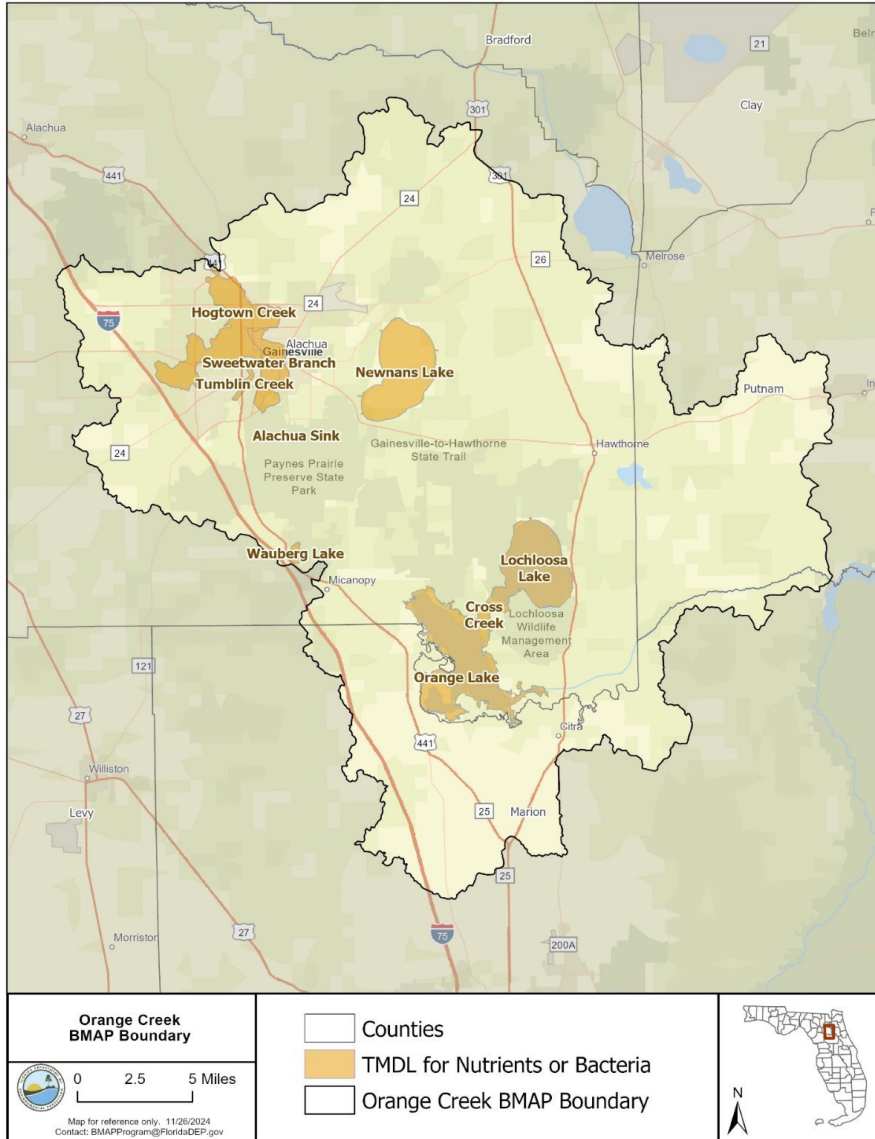 Bradford
21
Clay
301
Alachua
441
301
24
26
Melrose
441
Hogtown Creek
24
75
Alachua
Gainesville
Sweetwater Branch
Tumblin Creek
Newnans Lake
Putnam
Alachua Sink
Gainesville-to-Hawthorne
State Trail
Hawthorne
24
Paynes Prairie
Preserve State
Park
Wauberg Lake
Lochloosa
Lake
Micanopy
Cross
Creek
Lochloosa
Wildlife
Management
Area
121
Orange Lake
27
441
Citra
Williston
Levy
25
Marion
25
27
75
200A
Morriston
Orange Creek
BMAP Boundary
0 2.5 5 Miles
Map for reference only. 11/26/2024
Contact: BMAPProgram@FloridaDEP.gov
Counties
TMDL for Nutrients or Bacteria
Orange Creek BMAP Boundary
N